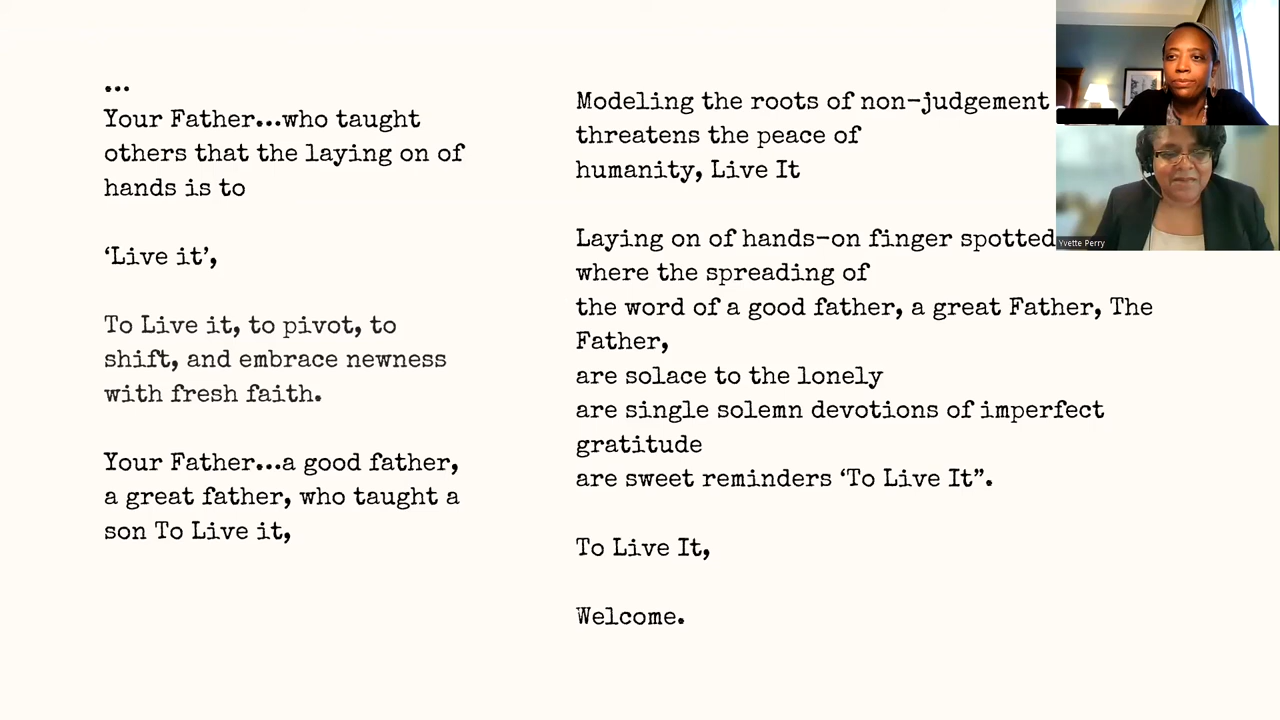 ...
Your Father...who taught
others that the laying on of
hands is to
‘Live it’,
To Live it, to pivot, to
shift, and embrace newness
with fresh faith.
Your Father...a good father,
a great father, who taught a
son To Live it,
Modeling the roots of non-judgement
threatens the peace of
humanity, Live It
Laying on of hands-on finger spotted
where the spreading of
the word of a good father, a great Father, The
Father,
are solace to the lonely
are single solemn devotions of imperfect
gratitude
are sweet reminders ‘To Live It”.
To Live It,
Welcome.
Yvette Perry